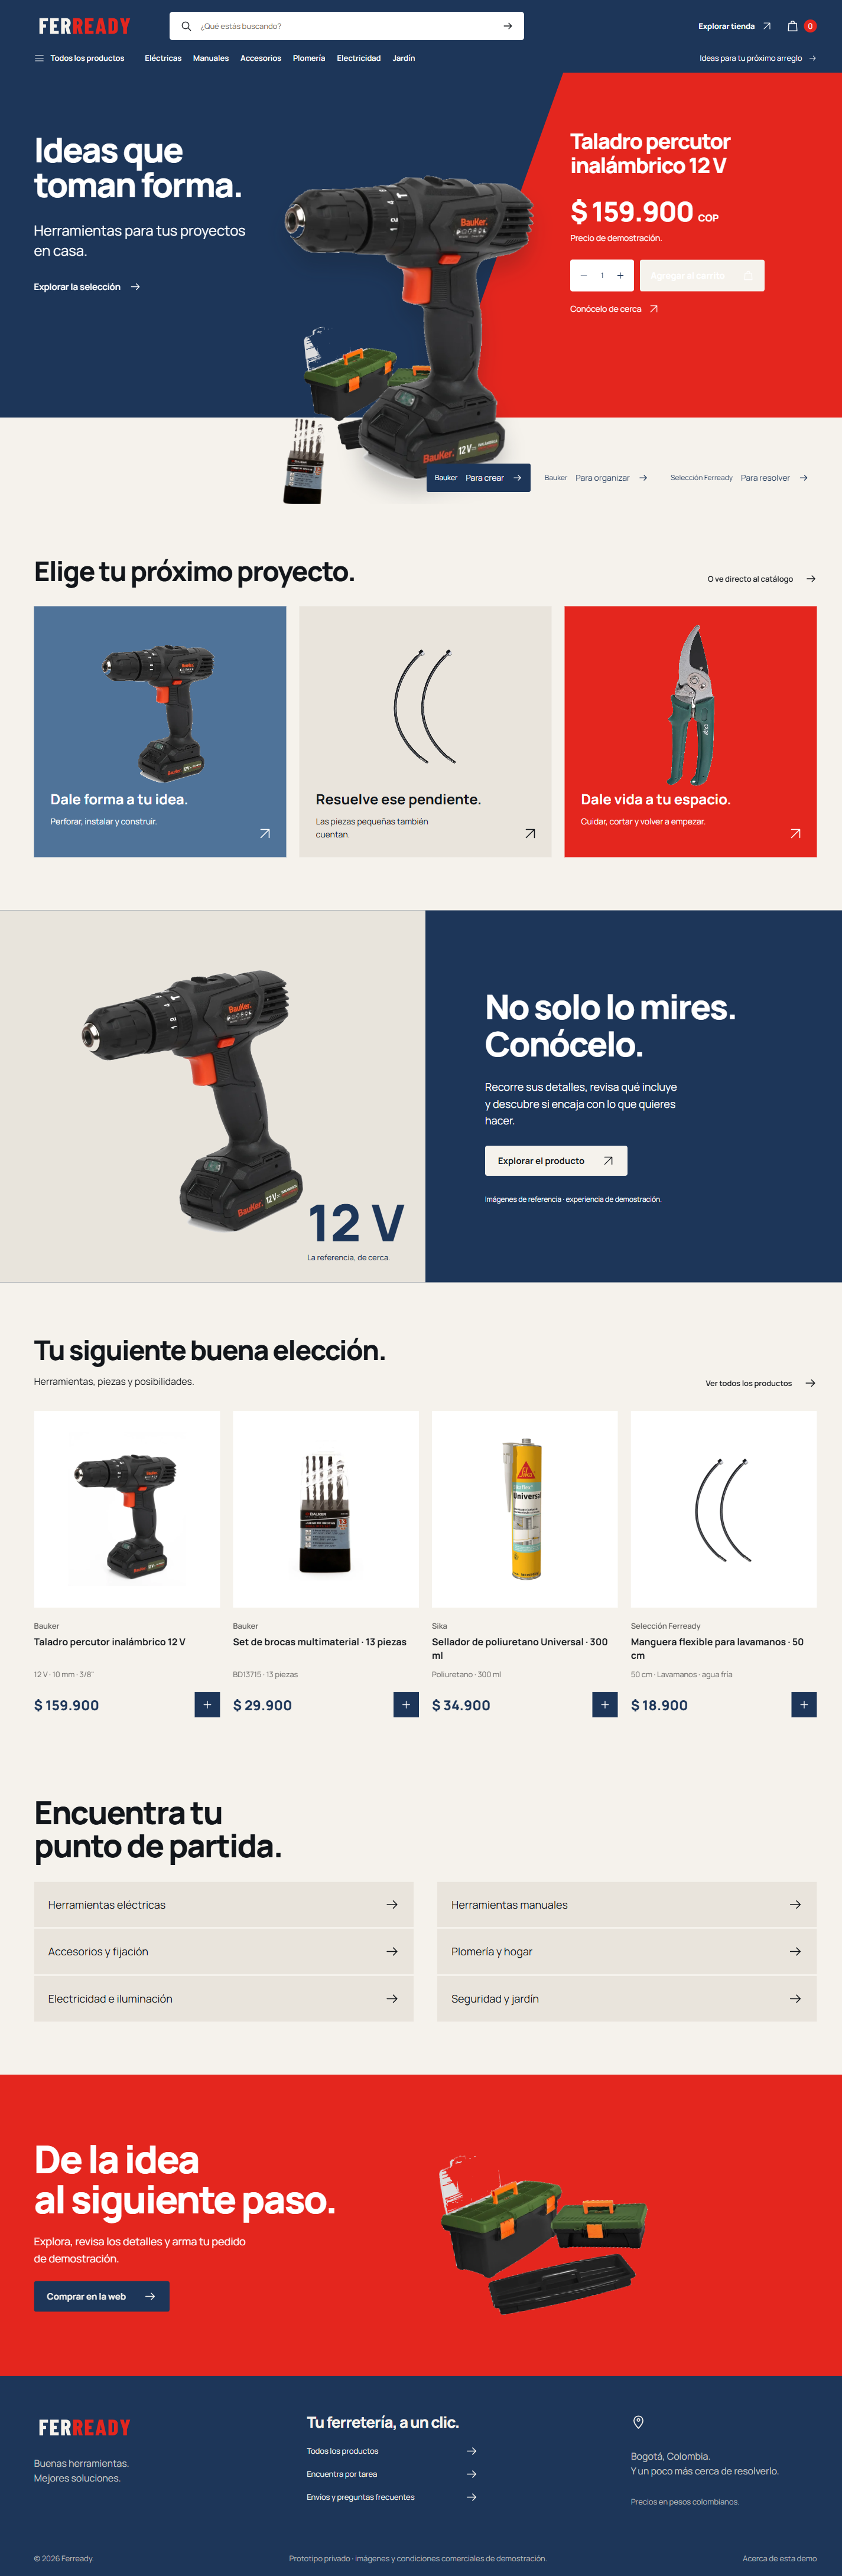 FERREADY
¿Qué estás buscando?
Explorar tienda
0
Todos los productos
Eléctricas
Manuales
Accesorios
Plomería
Electricidad
Jardín
Ideas para tu próximo arreglo
Ideas que
toman forma.
Herramientas para tus proyectos
en casa.
Explorar la selección
BauKer.
BauKer. 12V
Taladro percutor
inalámbrico 12 V
$ 159.900 COP
Precio de demostración.
1
Agregar al carrito
Conócelo de cerca
Bauker Para crear
Bauker Para organizar
Selección Ferready Para resolver
Elige tu próximo proyecto.
O ve directo al catálogo
Dale forma a tu idea.
Perforar, instalar y construir.
Resuelve ese pendiente.
Las piezas pequeñas también
cuentan.
Dale vida a tu espacio.
Cuidar, cortar y volver a empezar.
BauKer.
BauKer. 12V
12 V
La referencia, de cerca.
No solo lo mires.
Conócelo.
Recorre sus detalles, revisa qué incluye
y descubre si encaja con lo que quieres
hacer.
Explorar el producto
Imágenes de referencia · experiencia de demostración.
Tu siguiente buena elección.
Herramientas, piezas y posibilidades.
Ver todos los productos
Bauker
Taladro percutor inalámbrico 12 V
12 V · 10 mm · 3/8"
$ 159.900
Bauker
Set de brocas multimaterial · 13 piezas
BD13715 · 13 piezas
$ 29.900
Universal
Sika
Sellador de poliuretano Universal · 300
ml
Poliuretano · 300 ml
$ 34.900
Selección Ferready
Manguera flexible para lavamanos · 50
cm
50 cm · Lavamanos · agua fría
$ 18.900
Encuentra tu
punto de partida.
Herramientas eléctricas
Herramientas manuales
Accesorios y fijación
Plomería y hogar
Electricidad e iluminación
Seguridad y jardín
De la idea
al siguiente paso.
Explora, revisa los detalles y arma tu pedido
de demostración.
Comprar en la web
FERREADY
Buenas herramientas.
Mejores soluciones.
Tu ferretería, a un clic.
Todos los productos
Encuentra por tarea
Envíos y preguntas frecuentes
Bogotá, Colombia.
Y un poco más cerca de resolverlo.
Precios en pesos colombianos.
© 2026 Ferready.
Prototipo privado · imágenes y condiciones comerciales de demostración.
Acerca de esta demo